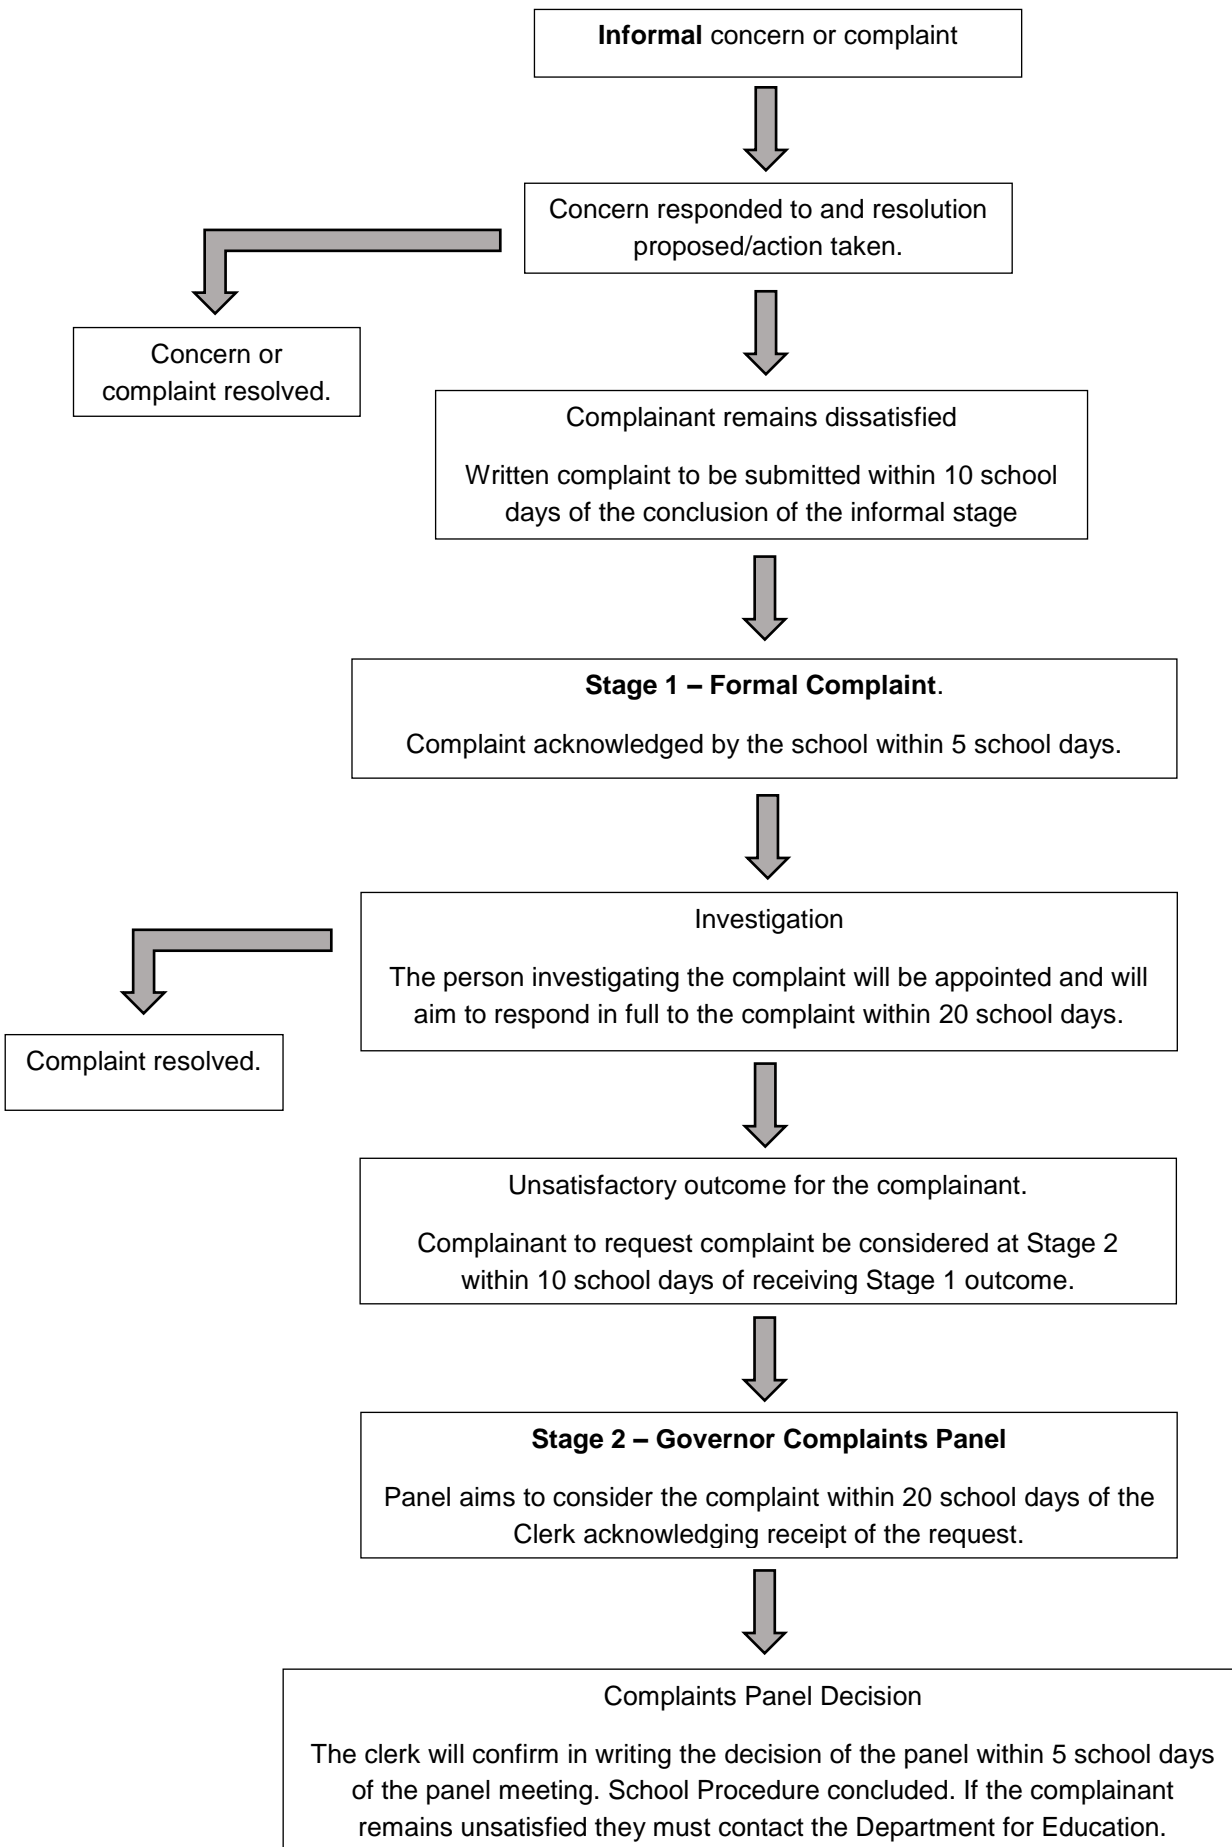 Informal concern or complaint
Concern responded to and resolution
proposed/action taken.
Concern or
complaint resolved.
Complainant remains dissatisfied
Written complaint to be submitted within 10 school
days of the conclusion of the informal stage
Stage 1 – Formal Complaint.
Complaint acknowledged by the school within 5 school days.
Investigation
The person investigating the complaint will be appointed and will
aim to respond in full to the complaint within 20 school days.
Complaint resolved.
Unsatisfactory outcome for the complainant.
Complainant to request complaint be considered at Stage 2
within 10 school days of receiving Stage 1 outcome.
Stage 2 – Governor Complaints Panel
Panel aims to consider the complaint within 20 school days of the
Clerk acknowledging receipt of the request.
Complaints Panel Decision
The clerk will confirm in writing the decision of the panel within 5 school days
of the panel meeting. School Procedure concluded. If the complainant
remains unsatisfied they must contact the Department for Education.